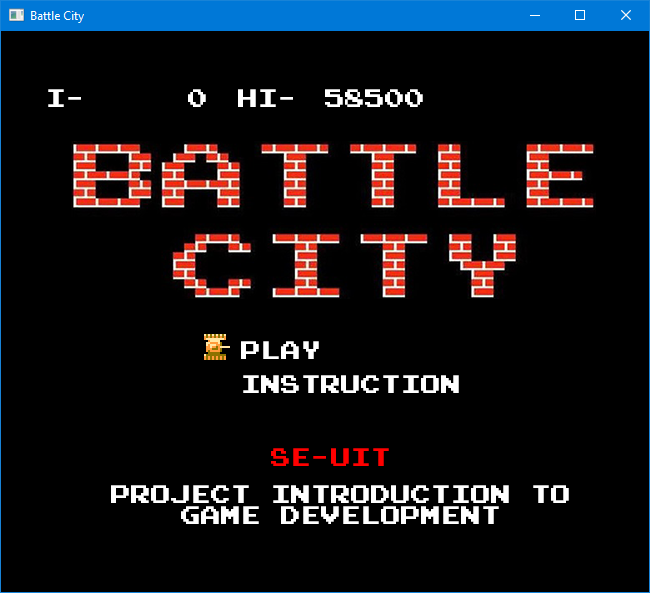 Battle City
I- 0 HI- 58500
BATTLE
CITY
PLAY
INSTRUCTION
SE-UIT
PROJECT INTRODUCTION TO
GAME DEVELOPMENT